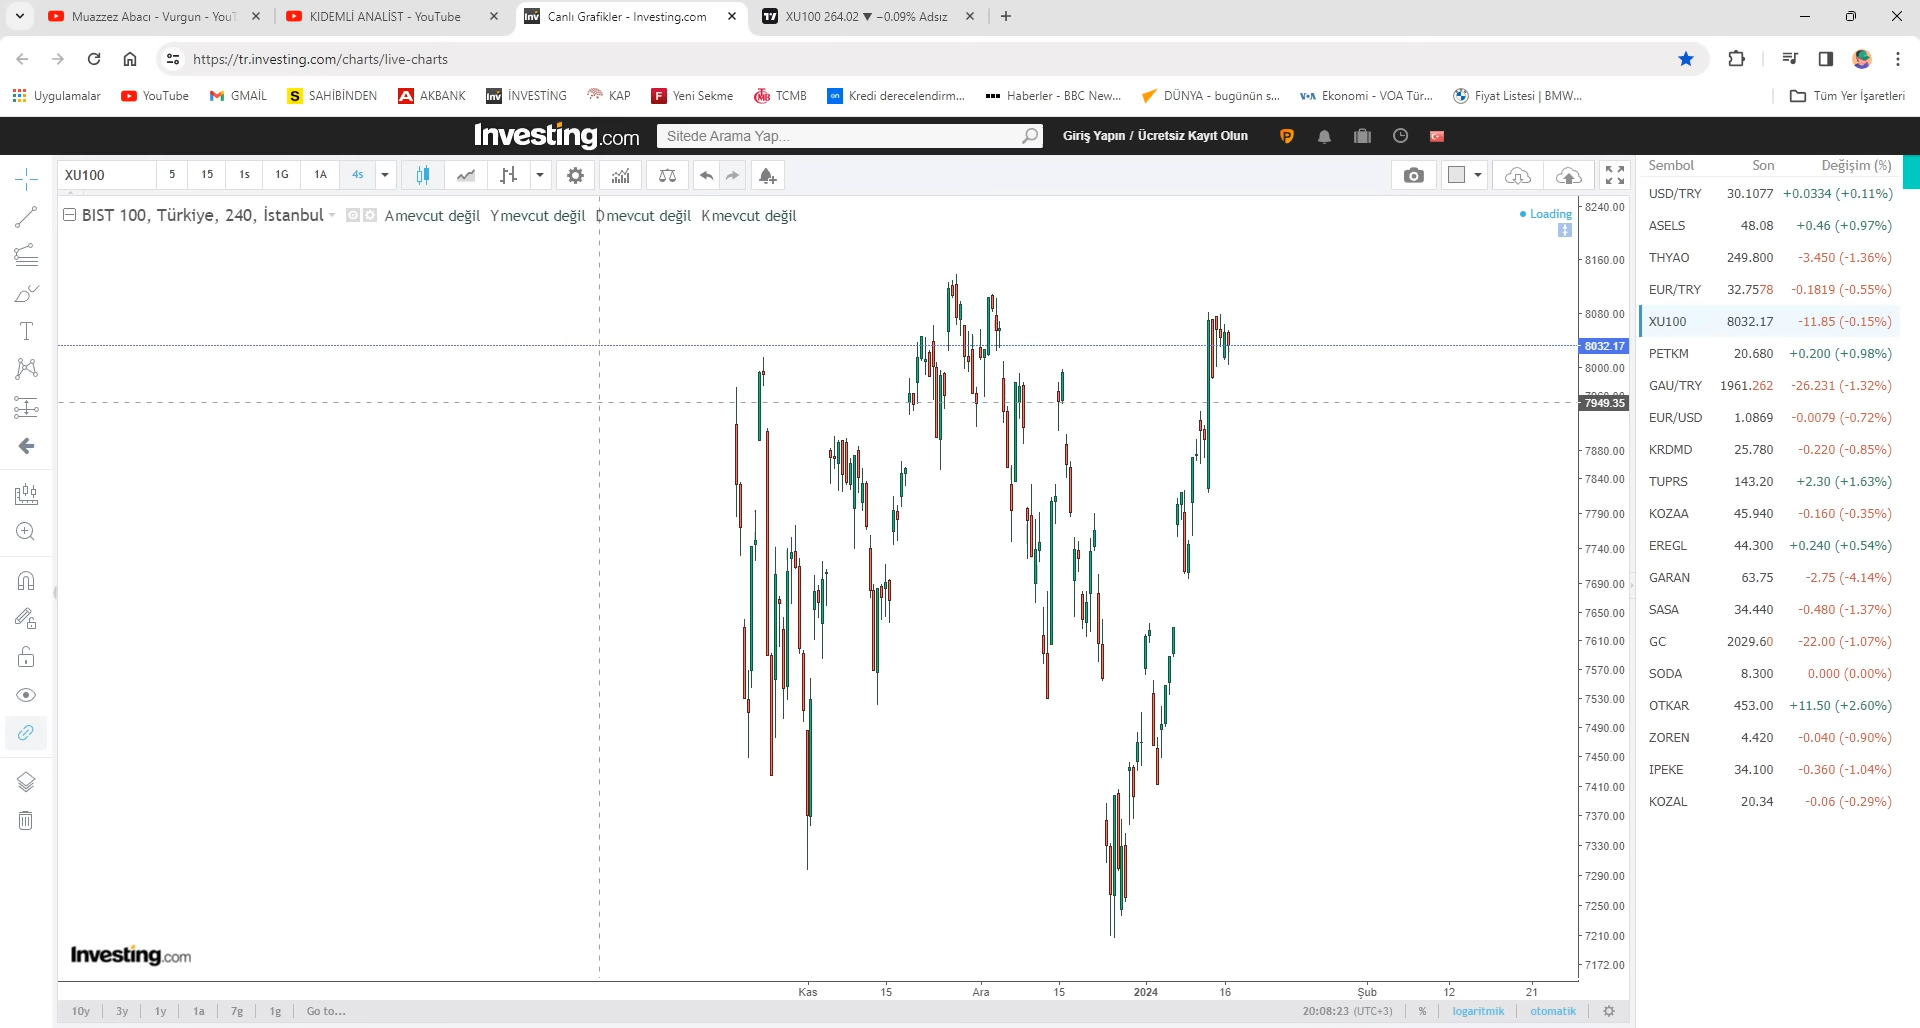 Muazzez Abacı - Vurgun - YouT
KIDEMLİ ANALİST - YouTube
Canlı Grafikler - Investing.com
XU100 264.02 ▼ −0.09% Adsız
https://tr.investing.com/charts/live-charts
Uygulamalar YouTube GMAIL SAHİBİNDEN AKBANK İNVESTİNG KAP Yeni Sekme TCMB Kredi derecelendirm... Haberler - BBC New... DÜNYA - bugünün s... Ekonomi - VOA Tür... Fiyat Listesi | BMW... Tüm Yer İşaretleri
Investing.com Sitede Arama Yap... Giriş Yapın / Ücretsiz Kayıt Olun
XU100 5 15 1s 1G 1A 4s
BIST 100, Türkiye, 240, İstanbul A mevcut değil Y mevcut değil D mevcut değil K mevcut değil
Loading
8240.00
8160.00
8080.00
8032.17
8000.00
7949.35
7880.00
7840.00
7790.00
7740.00
7690.00
7650.00
7610.00
7570.00
7530.00
7490.00
7450.00
7410.00
7370.00
7330.00
7290.00
7250.00
7210.00
7172.00
Investing.com
Kas 15 Ara 15 2024 16 Şub 12 21
10y 3y 1y 1a 7g 1g Go to... 20:08:23 (UTC+3) % logaritmik otomatik
Sembol Son Değişim (%)
USD/TRY 30.1077 +0.0334 (+0.11%)
ASELS 48.08 +0.46 (+0.97%)
THYAO 249.800 -3.450 (-1.36%)
EUR/TRY 32.7578 -0.1819 (-0.55%)
XU100 8032.17 -11.85 (-0.15%)
PETKM 20.680 +0.200 (+0.98%)
GAU/TRY 1961.262 -26.231 (-1.32%)
EUR/USD 1.0869 -0.0079 (-0.72%)
KRDMD 25.780 -0.220 (-0.85%)
TUPRS 143.20 +2.30 (+1.63%)
KOZAA 45.940 -0.160 (-0.35%)
EREGL 44.300 +0.240 (+0.54%)
GARAN 63.75 -2.75 (-4.14%)
SASA 34.440 -0.480 (-1.37%)
GC 2029.60 -22.00 (-1.07%)
SODA 8.300 0.000 (0.00%)
OTKAR 453.00 +11.50 (+2.60%)
ZOREN 4.420 -0.040 (-0.90%)
IPEKE 34.100 -0.360 (-1.04%)
KOZAL 20.34 -0.06 (-0.29%)